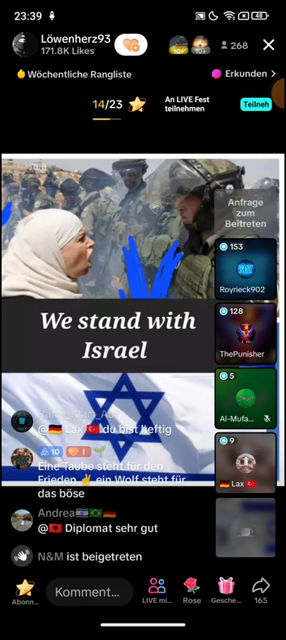 23:39
48
Löwenherz93
171.8K Likes
10+
268
Wöchentliche Rangliste
Erkunden >
14/23
An LIVE Fest
teilnehmen
Teilneh
Anfrage
zum
Beitreten
153
Royrieck902
128
ThePunisher
5
Al-Mufa...
9
Lax
We stand with
Israel
@ Lax du bist heftig
10
1
Eine Taube steht für den
Frieden ein Wolf steht für
das böse
Andrea
@ Diplomat sehr gut
N&M ist beigetreten
Abonn...
Komment...
LIVE mi...
Rose
Gesche...
165